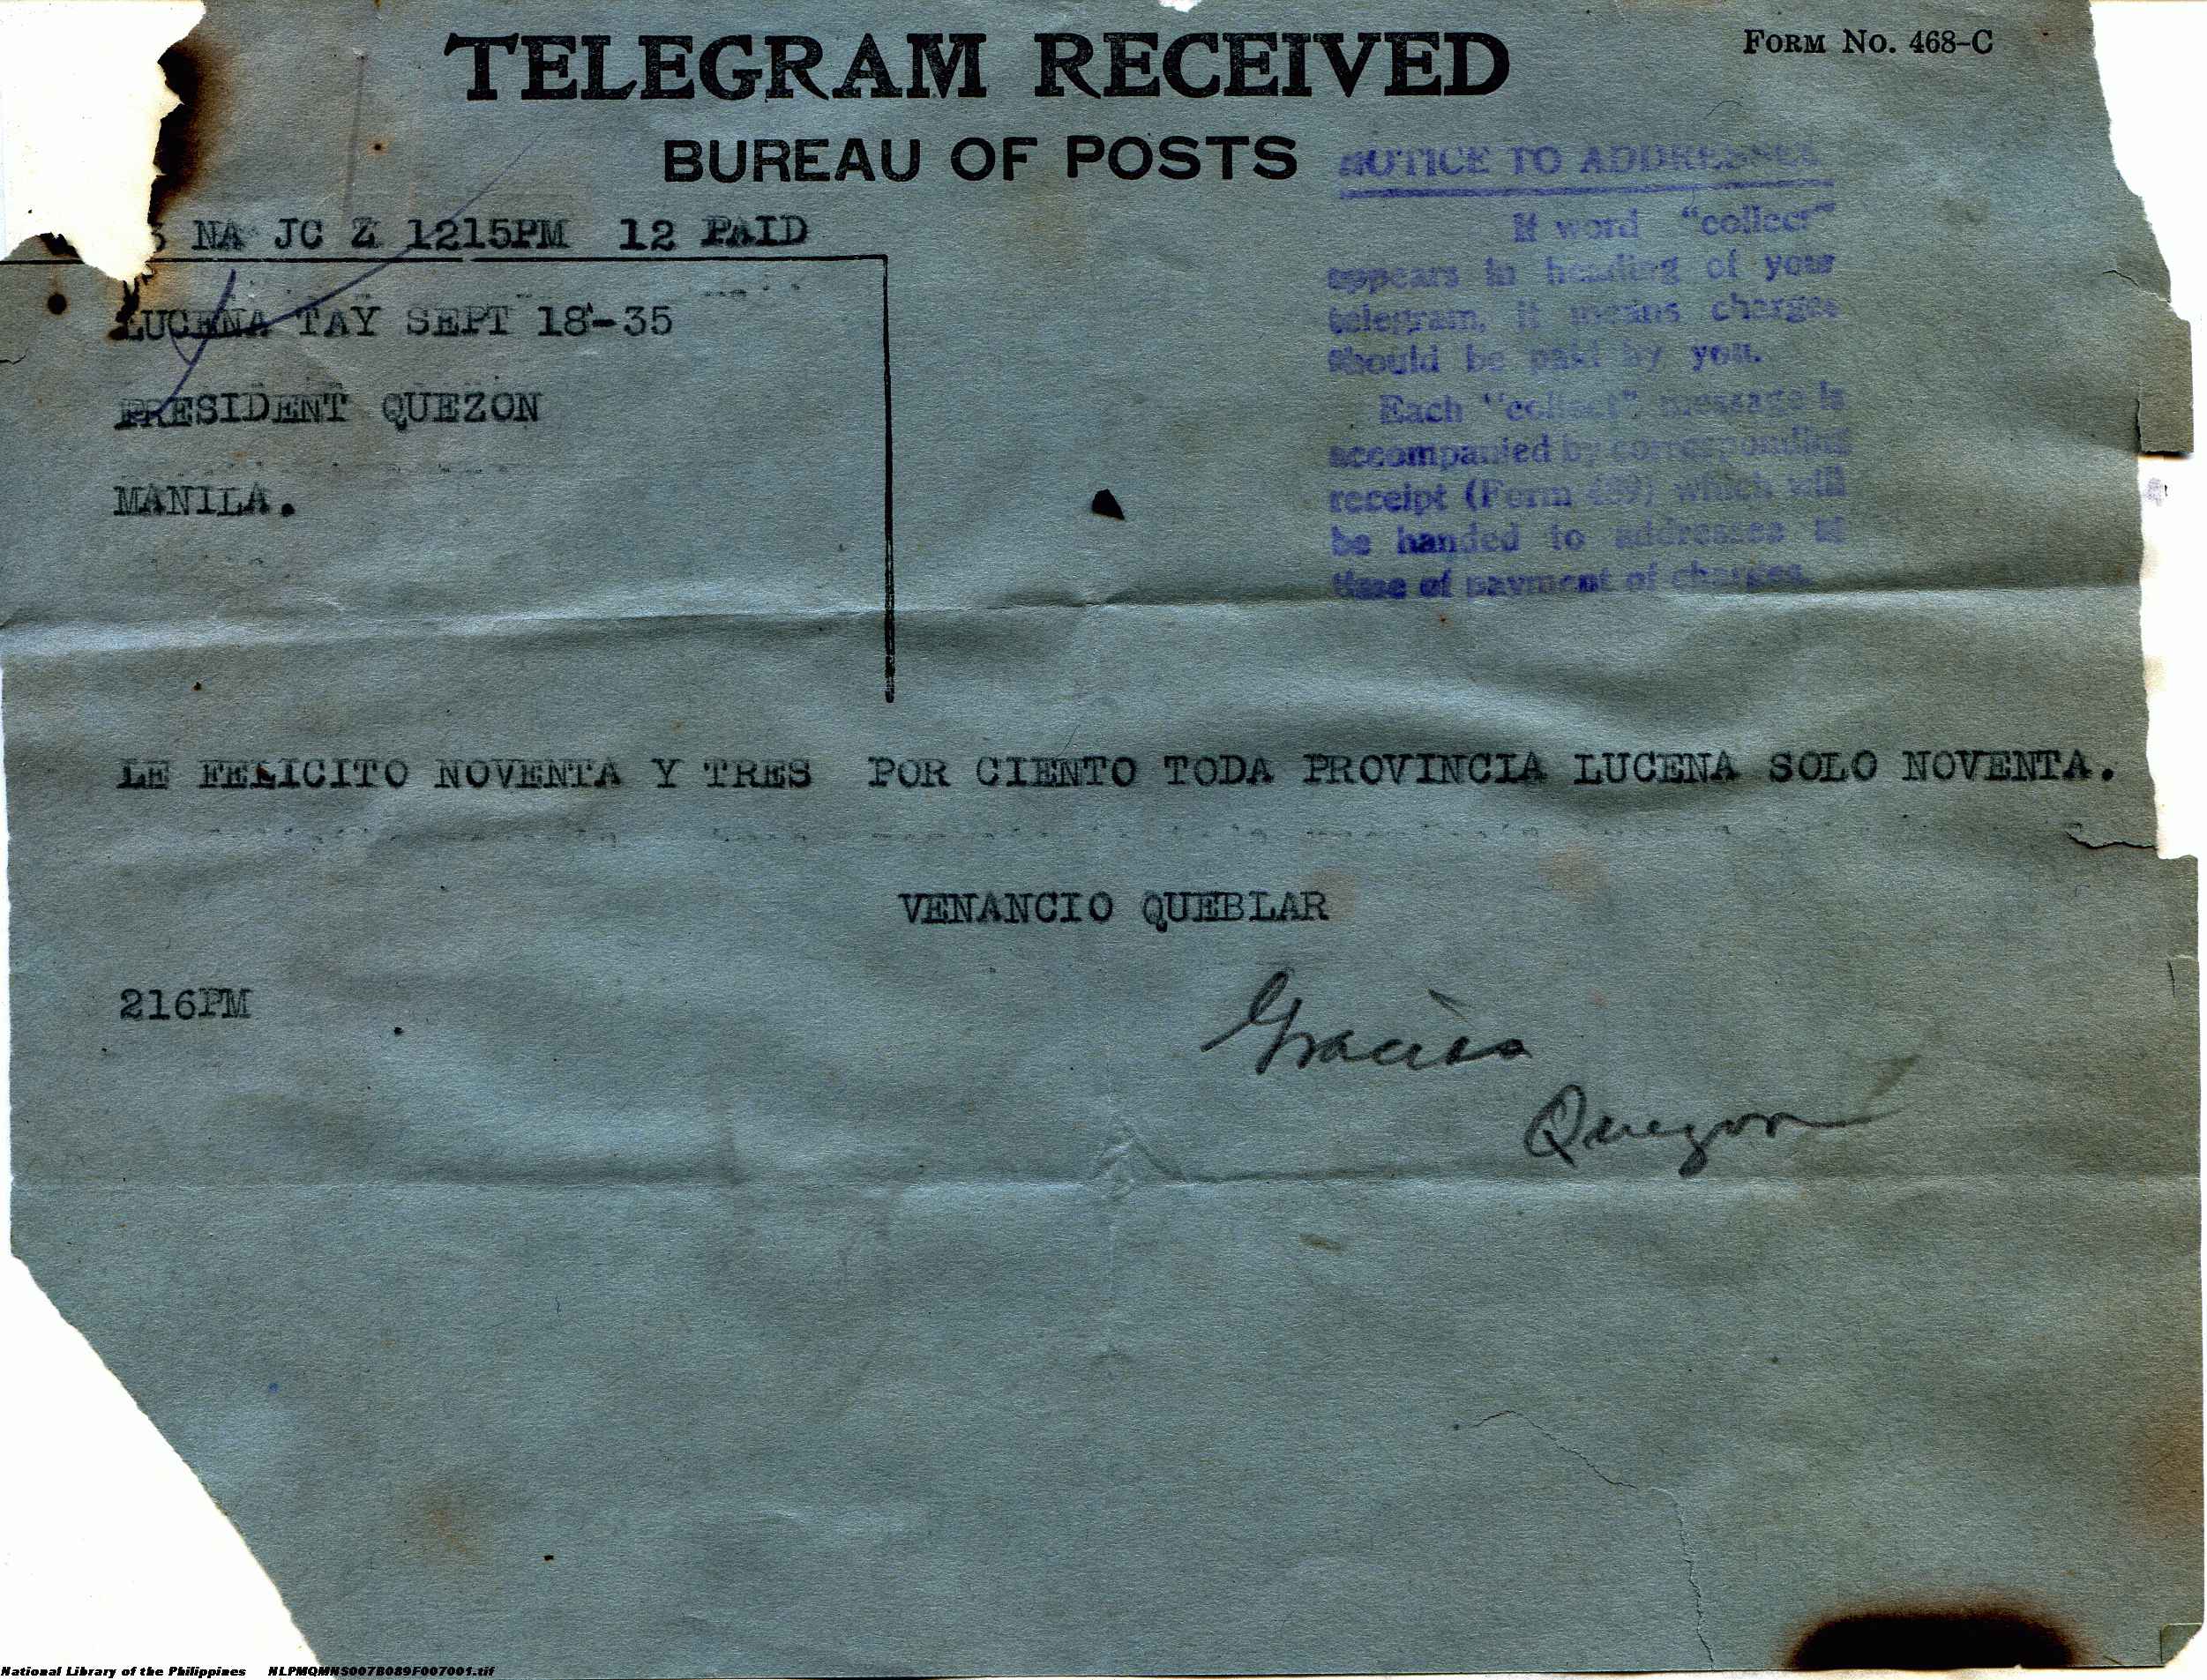 FORM NO. 468-C
TELEGRAM RECEIVED
BUREAU OF POSTS
NOTICE TO ADDRESSEE
If word "collect"
appears in heading of your
telegram, it means charges
should be paid by you.
Each "collect" message is
accompanied by corresponding
receipt (Form 489) which will
be handed to addressee at
time of payment of charges.
NA JC Z 1215PM 12 PAID
LUCENA TAY SEPT 18-35
PRESIDENT QUEZON
MANILA.
LE FELICITO NOVENTA Y TRES POR CIENTO TODA PROVINCIA LUCENA SOLO NOVENTA.
VENANCIO QUEBLAR
216PM
Gracias
Quezon
National Library of the Philippines NLPMQMNS007B089F007001.tif